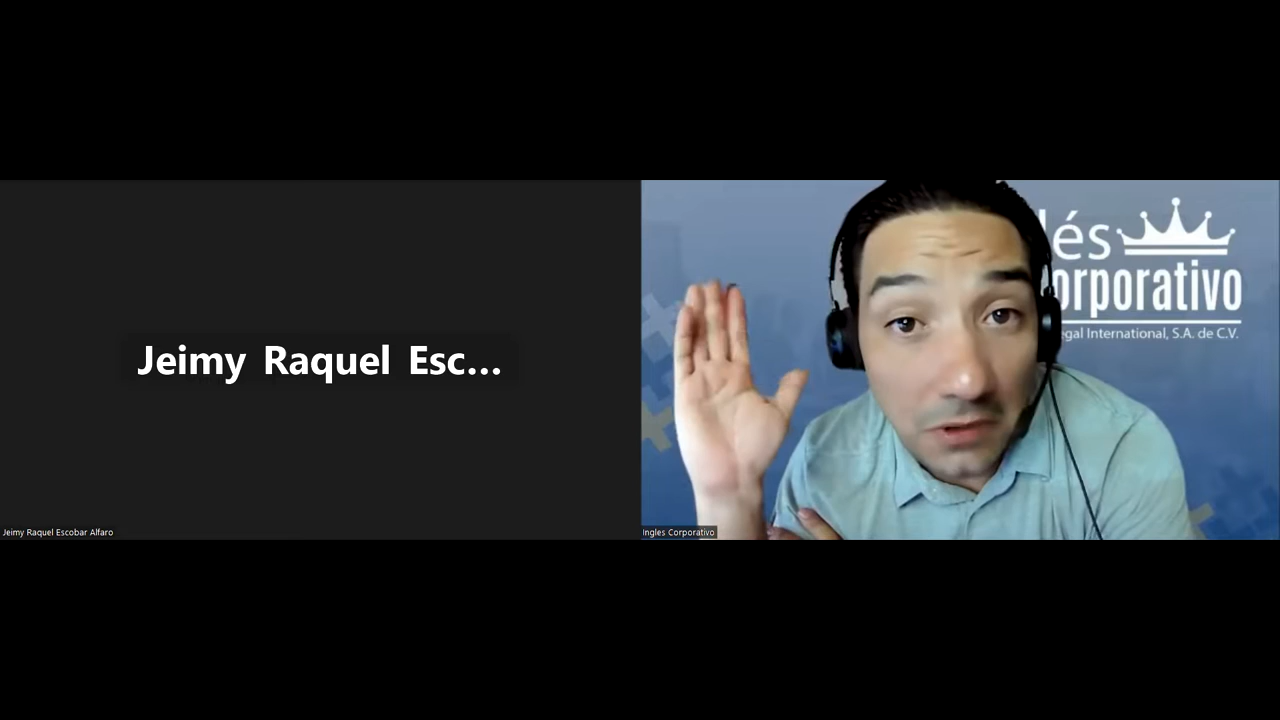 Jeimy Raquel Esc...
lés
orporativo
egal International, S.A. de C.V.
Jeimy Raquel Escobar Alfaro
Ingles Corporativo